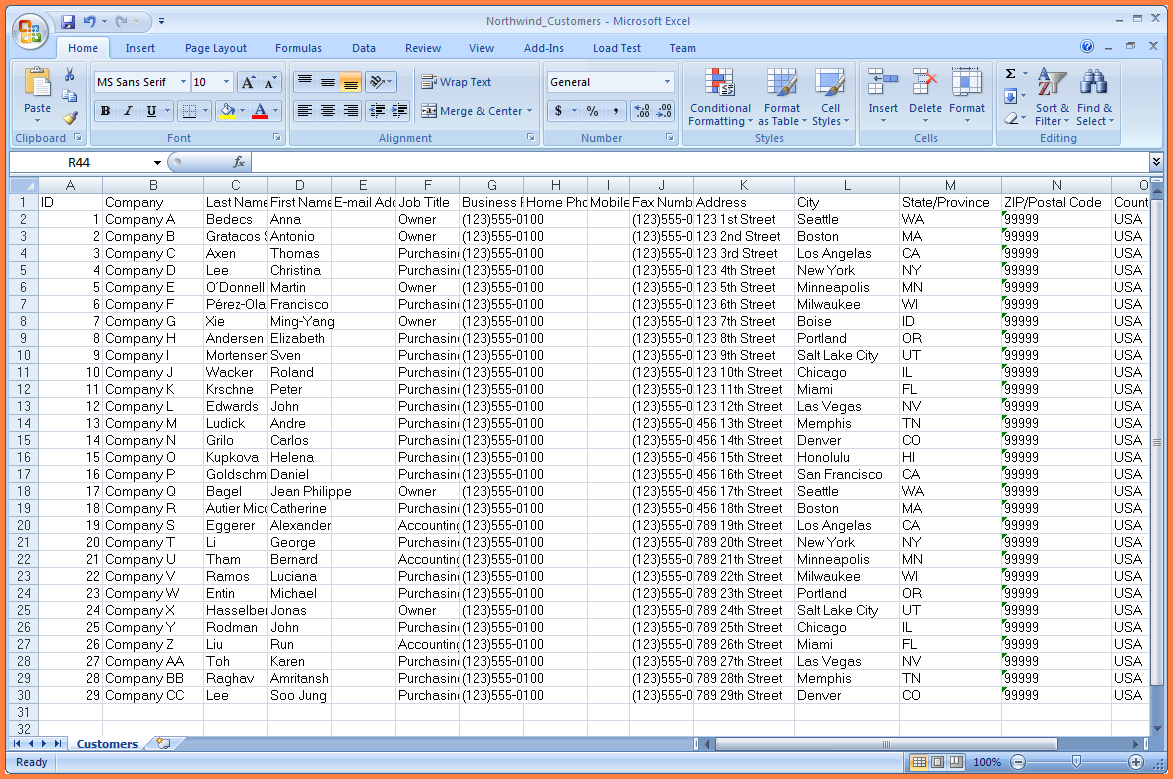 Northwind_Customers - Microsoft Excel
Home Insert Page Layout Formulas Data Review View Add-Ins Load Test Team
MS Sans Serif 10 Wrap Text General
Paste B I U Merge & Center $ % , Conditional Formatting Format as Table Cell Styles Insert Delete Format Σ Sort & Filter Find & Select
Clipboard Font Alignment Number Styles Cells Editing
R44 fx
A B C D E F G H I J K L M N O
1 ID Company Last Name First Name E-mail Add Job Title Business Home Pho Mobile Fax Numb Address City State/Province ZIP/Postal Code Count
2 1 Company A Bedecs Anna Owner (123)555-0100 (123)555-0 123 1st Street Seattle WA 99999 USA
3 2 Company B Gratacos S Antonio Owner (123)555-0100 (123)555-0 123 2nd Street Boston MA 99999 USA
4 3 Company C Axen Thomas Purchasin (123)555-0100 (123)555-0 123 3rd Street Los Angelas CA 99999 USA
5 4 Company D Lee Christina Purchasin (123)555-0100 (123)555-0 123 4th Street New York NY 99999 USA
6 5 Company E O'Donnell Martin Owner (123)555-0100 (123)555-0 123 5th Street Minneapolis MN 99999 USA
7 6 Company F Pérez-Ola Francisco Purchasin (123)555-0100 (123)555-0 123 6th Street Milwaukee WI 99999 USA
8 7 Company G Xie Ming-Yang Owner (123)555-0100 (123)555-0 123 7th Street Boise ID 99999 USA
9 8 Company H Andersen Elizabeth Purchasin (123)555-0100 (123)555-0 123 8th Street Portland OR 99999 USA
10 9 Company I Mortensen Sven Purchasin (123)555-0100 (123)555-0 123 9th Street Salt Lake City UT 99999 USA
11 10 Company J Wacker Roland Purchasin (123)555-0100 (123)555-0 123 10th Street Chicago IL 99999 USA
12 11 Company K Krschne Peter Purchasin (123)555-0100 (123)555-0 123 11th Street Miami FL 99999 USA
13 12 Company L Edwards John Purchasin (123)555-0100 (123)555-0 123 12th Street Las Vegas NV 99999 USA
14 13 Company M Ludick Andre Purchasin (123)555-0100 (123)555-0 456 13th Street Memphis TN 99999 USA
15 14 Company N Grilo Carlos Purchasin (123)555-0100 (123)555-0 456 14th Street Denver CO 99999 USA
16 15 Company O Kupkova Helena Purchasin (123)555-0100 (123)555-0 456 15th Street Honolulu HI 99999 USA
17 16 Company P Goldschm Daniel Purchasin (123)555-0100 (123)555-0 456 16th Street San Francisco CA 99999 USA
18 17 Company Q Bagel Jean Philippe Owner (123)555-0100 (123)555-0 456 17th Street Seattle WA 99999 USA
19 18 Company R Autier Mico Catherine Purchasin (123)555-0100 (123)555-0 456 18th Street Boston MA 99999 USA
20 19 Company S Eggerer Alexander Accounting (123)555-0100 (123)555-0 789 19th Street Los Angelas CA 99999 USA
21 20 Company T Li George Purchasin (123)555-0100 (123)555-0 789 20th Street New York NY 99999 USA
22 21 Company U Tham Bernard Accounting (123)555-0100 (123)555-0 789 21th Street Minneapolis MN 99999 USA
23 22 Company V Ramos Luciana Purchasin (123)555-0100 (123)555-0 789 22th Street Milwaukee WI 99999 USA
24 23 Company W Entin Michael Purchasin (123)555-0100 (123)555-0 789 23th Street Portland OR 99999 USA
25 24 Company X Hasselber Jonas Owner (123)555-0100 (123)555-0 789 24th Street Salt Lake City UT 99999 USA
26 25 Company Y Rodman John Purchasin (123)555-0100 (123)555-0 789 25th Street Chicago IL 99999 USA
27 26 Company Z Liu Run Accounting (123)555-0100 (123)555-0 789 26th Street Miami FL 99999 USA
28 27 Company AA Toh Karen Purchasin (123)555-0100 (123)555-0 789 27th Street Las Vegas NV 99999 USA
29 28 Company BB Raghav Amritansh Purchasin (123)555-0100 (123)555-0 789 28th Street Memphis TN 99999 USA
30 29 Company CC Lee Soo Jung Purchasin (123)555-0100 (123)555-0 789 29th Street Denver CO 99999 USA
31
32
Customers
Ready 100%